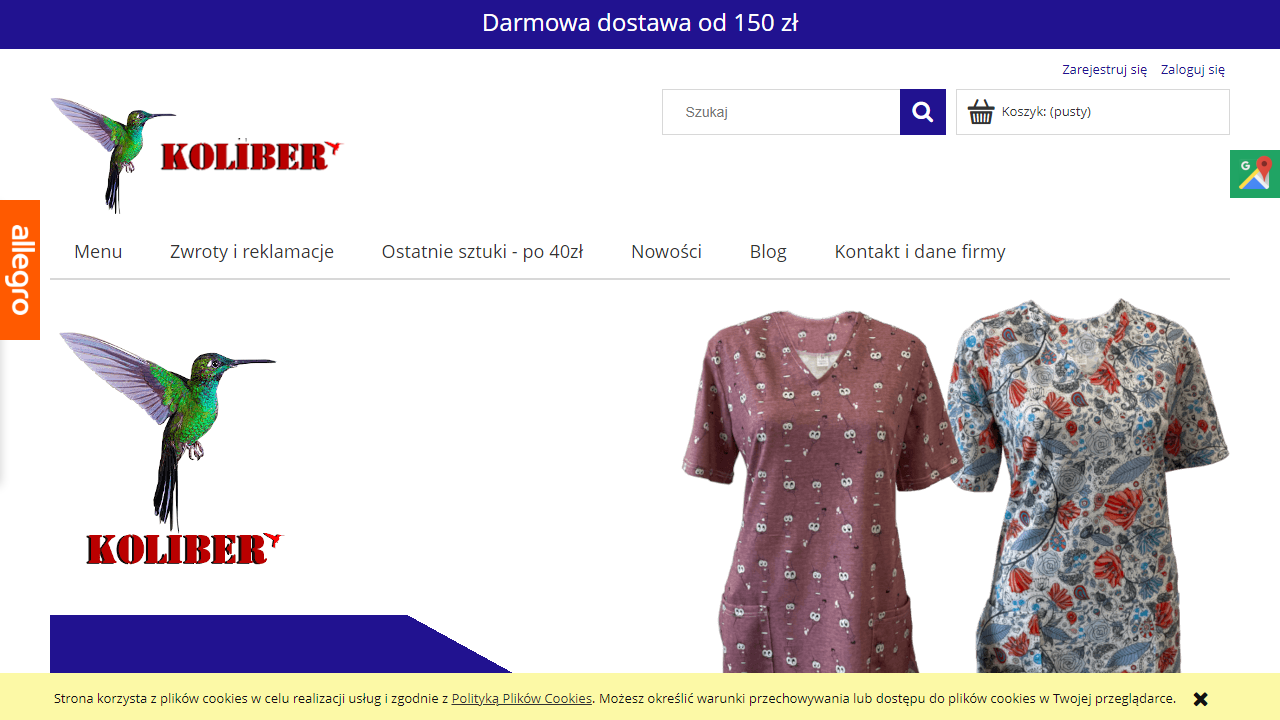 Darmowa dostawa od 150 zł
Zarejestruj się Zaloguj się
Szukaj
Koszyk: (pusty)
KOLIBER
G
allegro
Menu Zwroty i reklamacje Ostatnie sztuki - po 40zł Nowości Blog Kontakt i dane firmy
KOLIBER
Strona korzysta z plików cookies w celu realizacji usług i zgodnie z Polityką Plików Cookies. Możesz określić warunki przechowywania lub dostępu do plików cookies w Twojej przeglądarce.